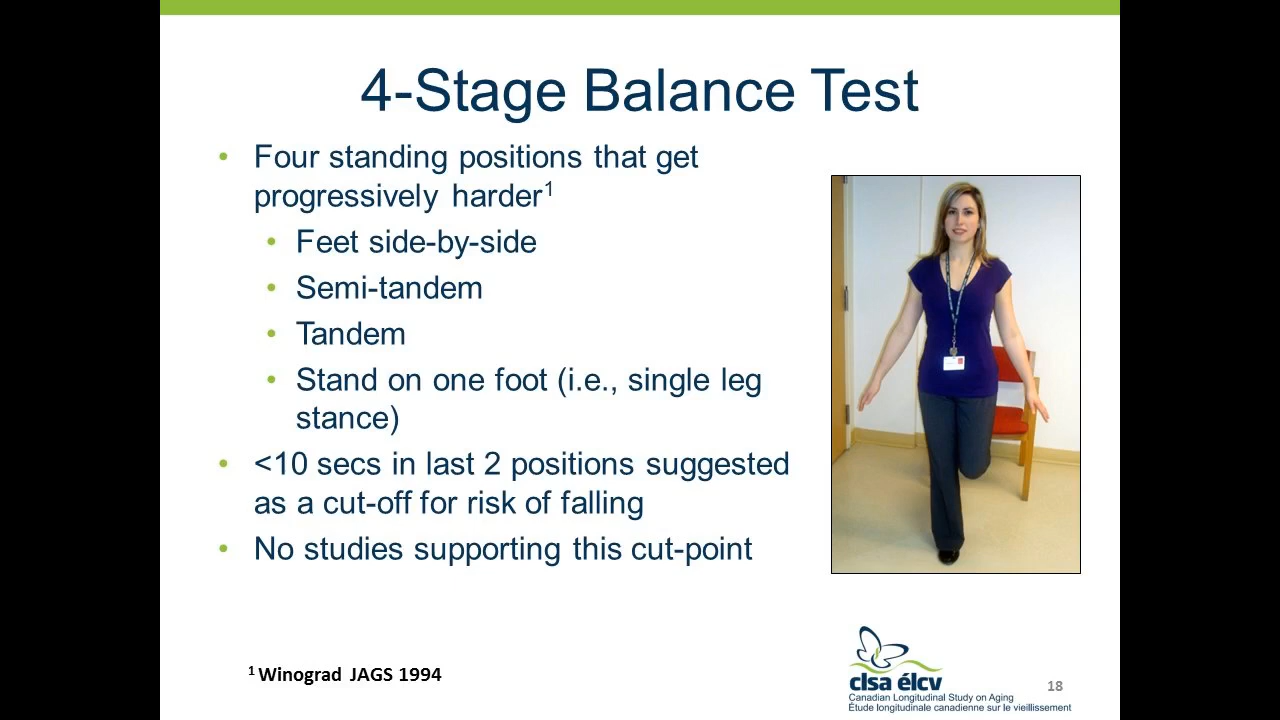 4-Stage Balance Test
• Four standing positions that get
progressively harder1
• Feet side-by-side
• Semi-tandem
• Tandem
• Stand on one foot (i.e., single leg
stance)
• <10 secs in last 2 positions suggested
as a cut-off for risk of falling
• No studies supporting this cut-point
1 Winograd JAGS 1994
clsa élcv
Canadian Longitudinal Study on Aging
Étude longitudinale canadienne sur le vieillissement
18